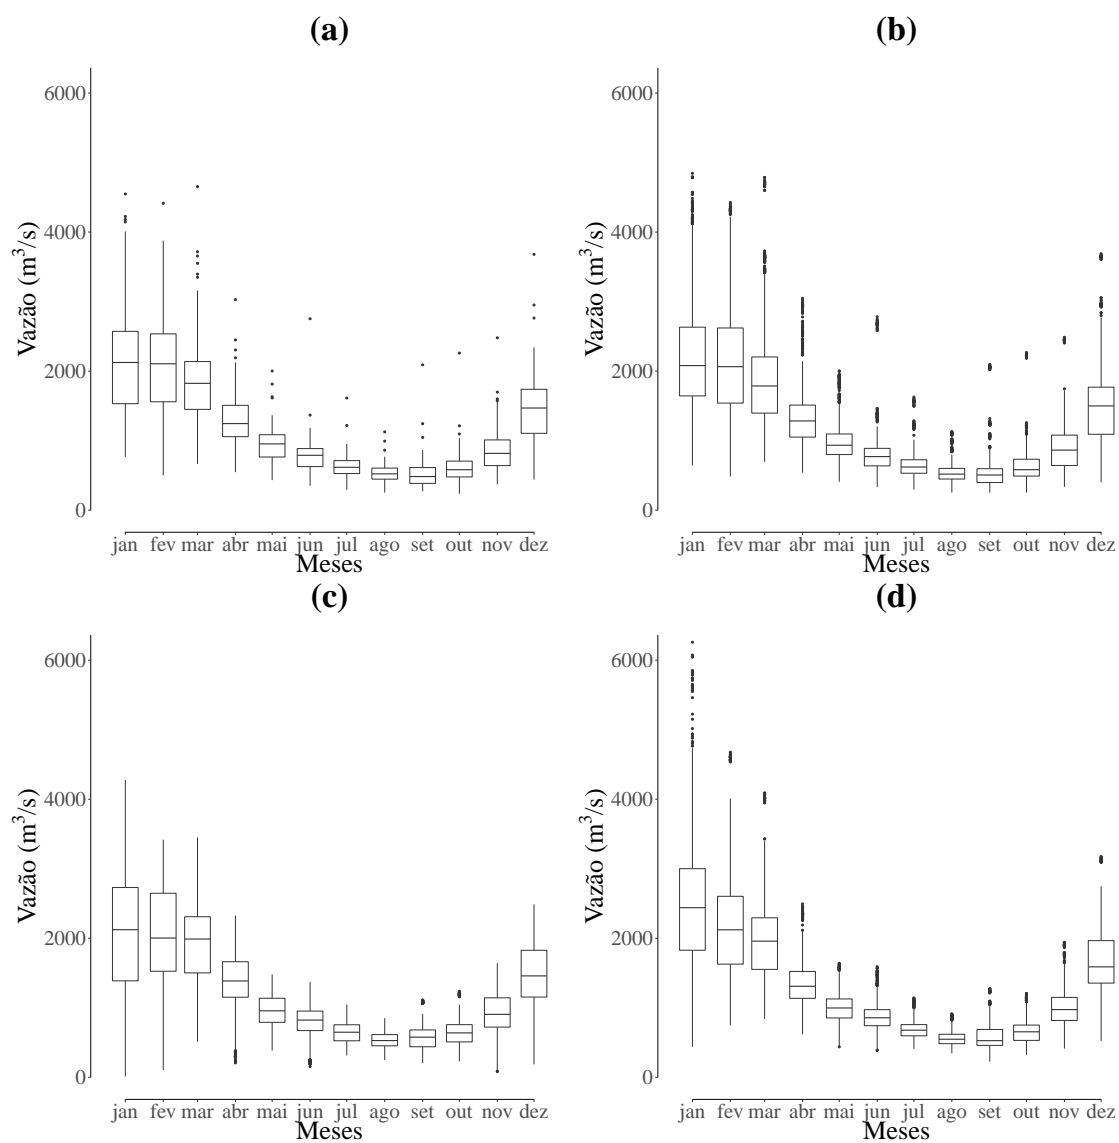 (a)
Vazão (m³/s)
6000
4000
2000
0
jan fev mar abr mai jun jul ago set out nov dez
Meses
(b)
Vazão (m³/s)
6000
4000
2000
0
jan fev mar abr mai jun jul ago set out nov dez
Meses
(c)
Vazão (m³/s)
6000
4000
2000
0
jan fev mar abr mai jun jul ago set out nov dez
Meses
(d)
Vazão (m³/s)
6000
4000
2000
0
jan fev mar abr mai jun jul ago set out nov dez
Meses